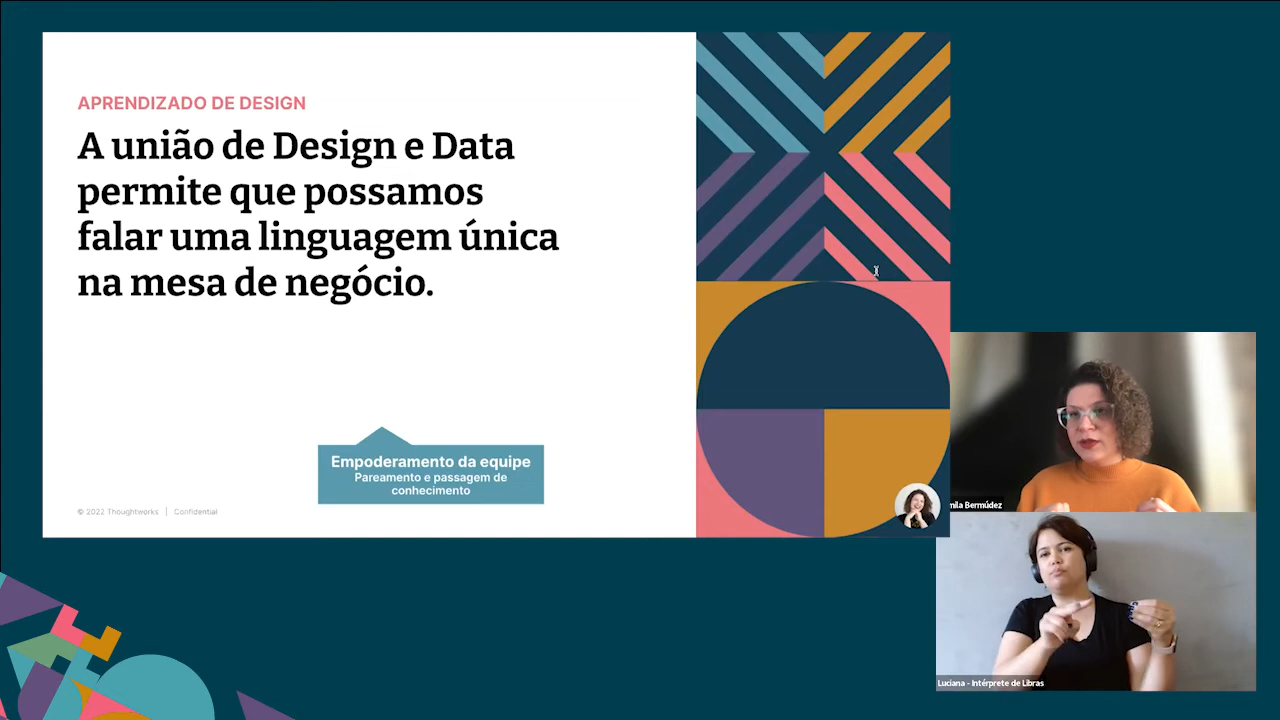 APRENDIZADO DE DESIGN
A união de Design e Data
permite que possamos
falar uma linguagem única
na mesa de negócio.
Empoderamento da equipe
Pareamento e passagem de
conhecimento
© 2022 Thoughtworks | Confidential
mila Bermúdez
Luciana - Intérprete de Libras